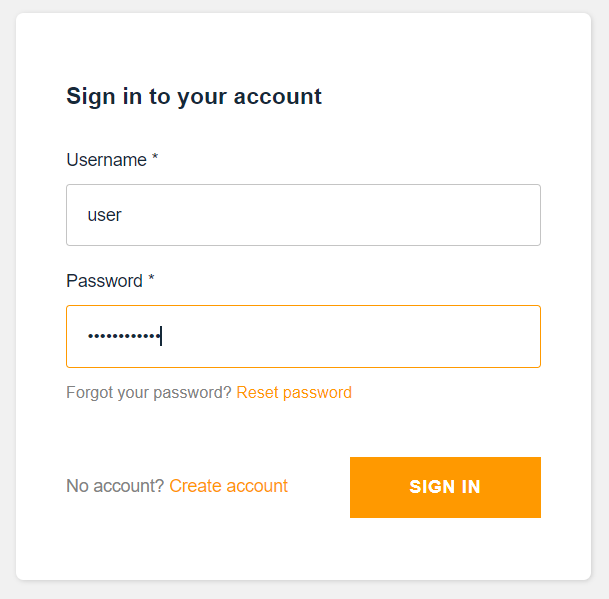 Sign in to your account
Username *
user
Password *
••••••••••••
Forgot your password? Reset password
No account? Create account
SIGN IN